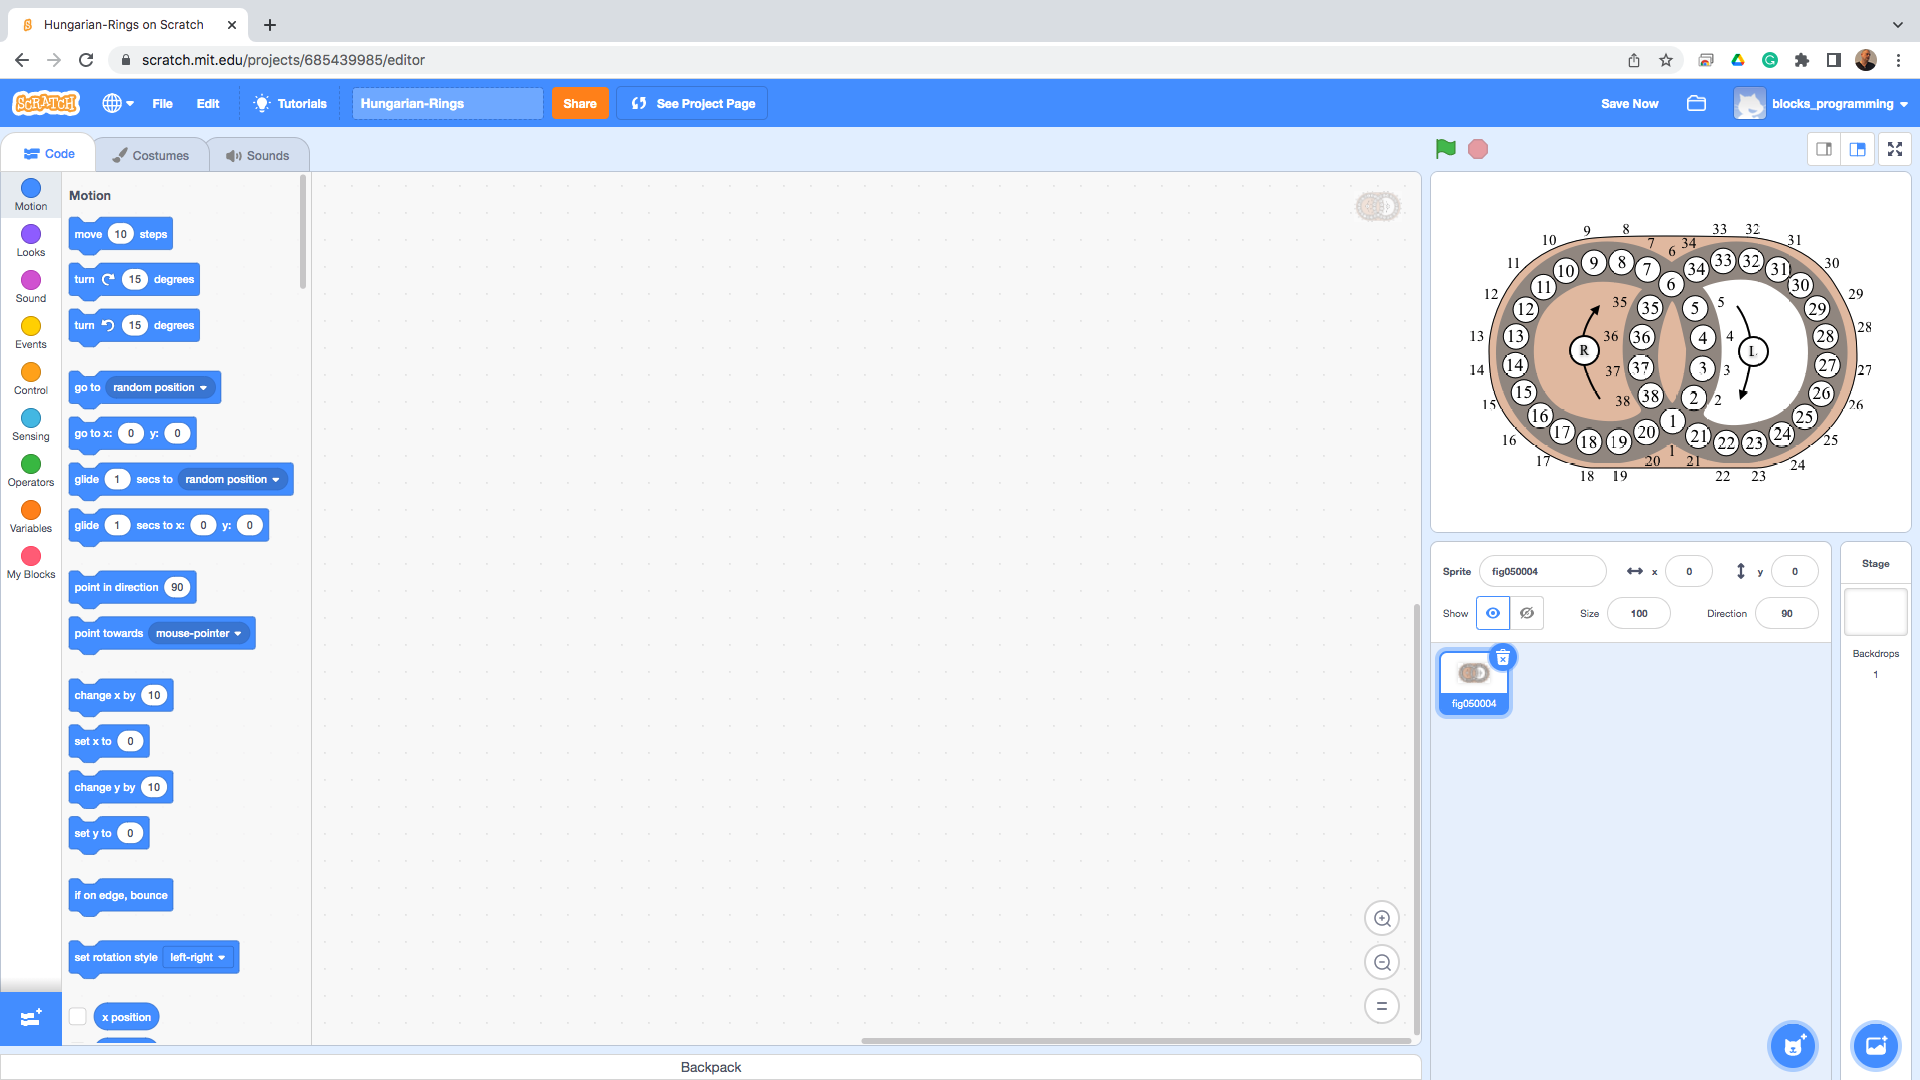 Hungarian-Rings on Scratch
scratch.mit.edu/projects/685439985/editor
SCRATCH
File
Edit
Tutorials
Hungarian-Rings
Share
See Project Page
Save Now
blocks_programming
Code
Costumes
Sounds
Motion
Looks
Sound
Events
Control
Sensing
Operators
Variables
My Blocks
Motion
move 10 steps
turn 15 degrees
turn 15 degrees
go to random position
go to x: 0 y: 0
glide 1 secs to random position
glide 1 secs to x: 0 y: 0
point in direction 90
point towards mouse-pointer
change x by 10
set x to 0
change y by 10
set y to 0
if on edge, bounce
set rotation style left-right
x position
Backpack
9 8 33 32
10 7 6 34 31
11 9 8 33 32 30
10 7 34 31
12 11 6 30 29
12 35 35 5 5 29
13 13 36 36 4 4 28 28
R L
14 14 37 37 3 3 27 27
15 15 38 38 2 2 26 26
16 16 1 25 25
17 20 21 24
18 19 22 23
17 20 1 21 24
18 19 22 23
Sprite fig050004 x 0 y 0
Show Size 100 Direction 90
fig050004
Stage
Backdrops
1